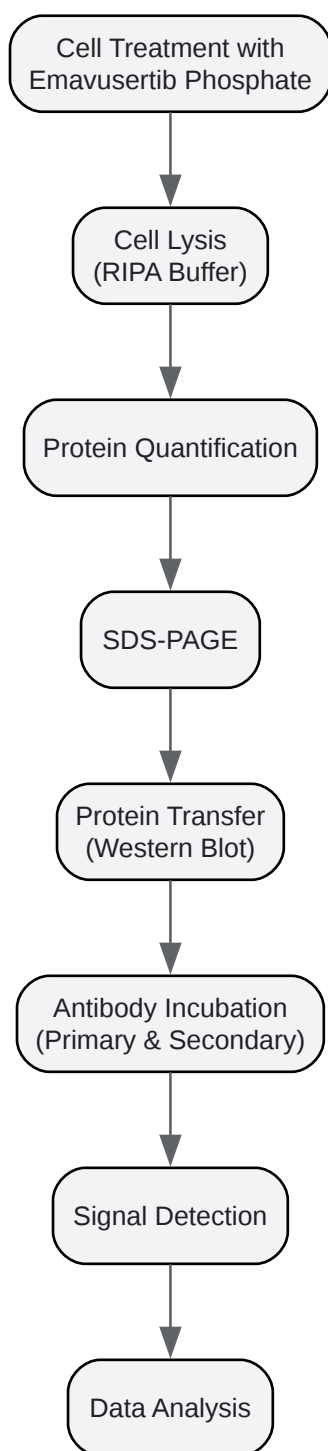 Cell Treatment with
Emavusertib Phosphate
Cell Lysis
(RIPA Buffer)
Protein Quantification
SDS-PAGE
Protein Transfer
(Western Blot)
Antibody Incubation
(Primary & Secondary)
Signal Detection
Data Analysis